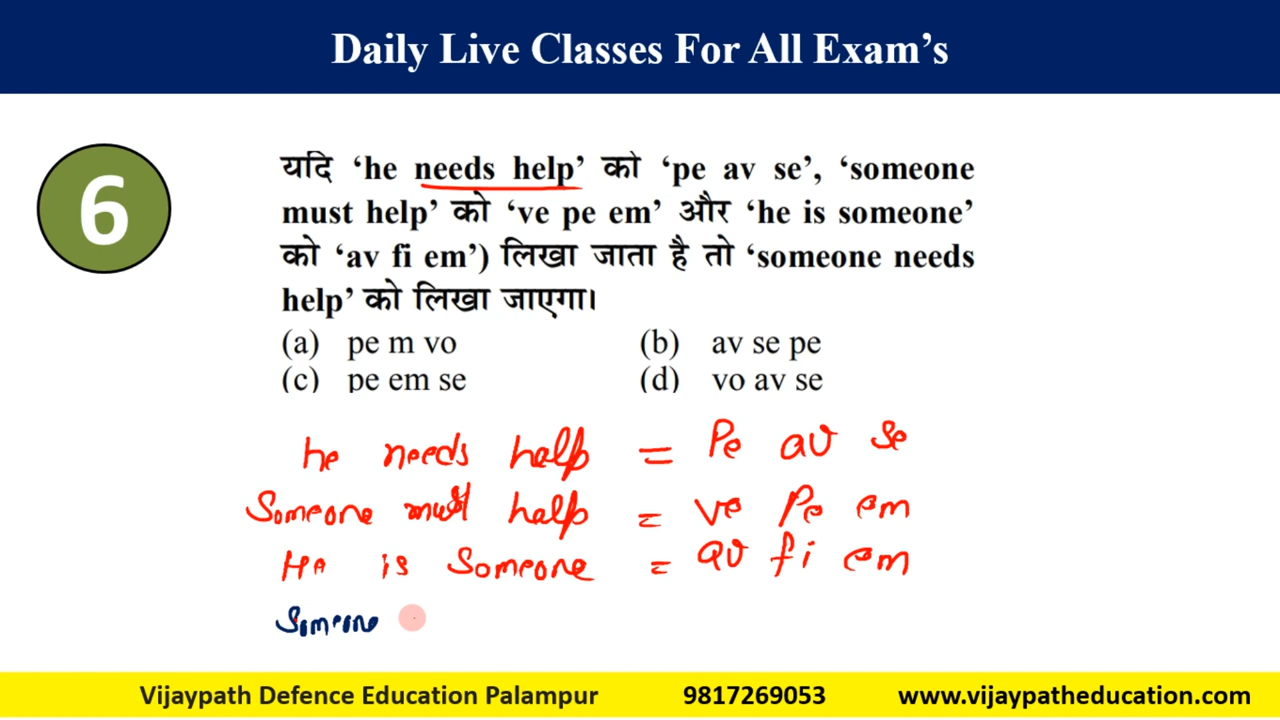 Daily Live Classes For All Exam's
6
यदि 'he needs help' को 'pe av se', 'someone
must help' को 've pe em' और 'he is someone'
को 'av fi em') लिखा जाता है तो 'someone needs
help' को लिखा जाएगा।
(a) pe m vo (b) av se pe
(c) pe em se (d) vo av se
he needs help = Pe av se
Someone must help = ve Pe em
He is Someone = av fi em
Someone
Vijaypath Defence Education Palampur 9817269053 www.vijaypatheducation.com